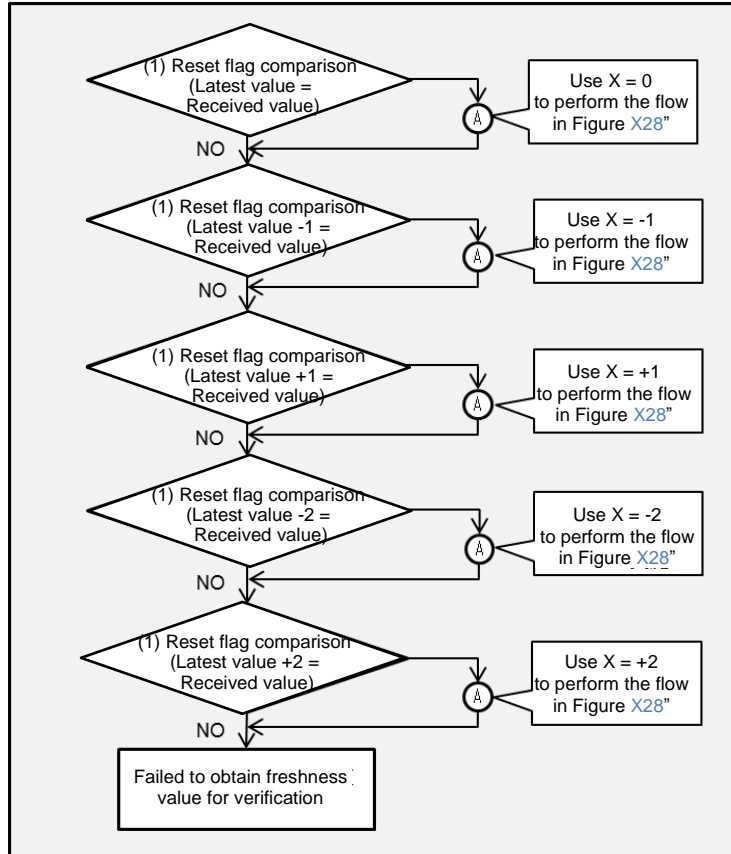 (1) Reset flag comparison
(Latest value =
Received value)
A
Use X = 0
to perform the flow
in Figure X28”
NO
(1) Reset flag comparison
(Latest value -1 =
Received value)
A
Use X = -1
to perform the flow
in Figure X28”
NO
(1) Reset flag comparison
(Latest value +1 =
Received value)
A
Use X = +1
to perform the flow
in Figure X28”
NO
(1) Reset flag comparison
(Latest value -2 =
Received value)
A
Use X = -2
to perform the flow
in Figure X28”
NO
(1) Reset flag comparison
(Latest value +2 =
Received value)
A
Use X = +2
to perform the flow
in Figure X28”
NO
Failed to obtain freshness
value for verification